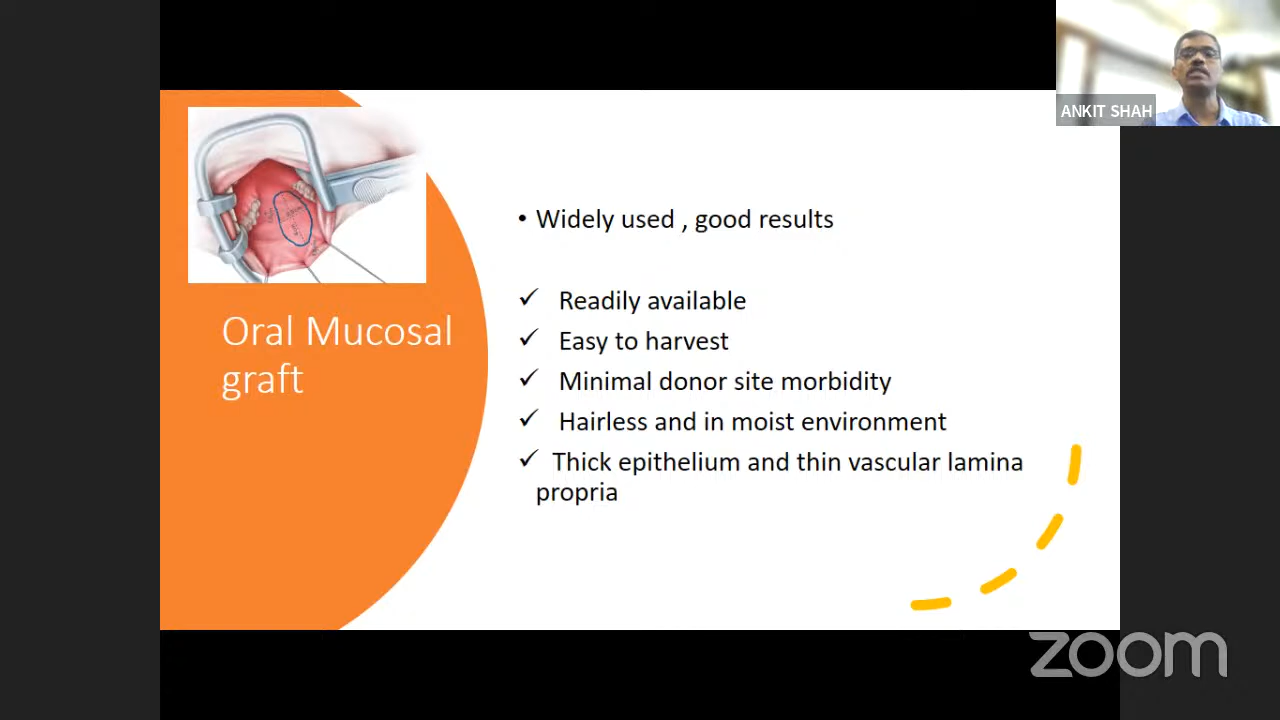 ANKIT SHAH
Oral Mucosal
graft
• Widely used , good results
✓ Readily available
✓ Easy to harvest
✓ Minimal donor site morbidity
✓ Hairless and in moist environment
✓ Thick epithelium and thin vascular lamina
propria
zoom